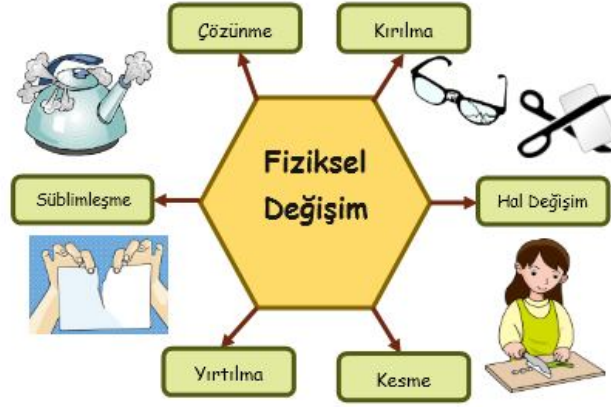 Çözünme
Kırılma
Fiziksel
Değişim
Süblimleşme
Hal Değişim
Yırtılma
Kesme